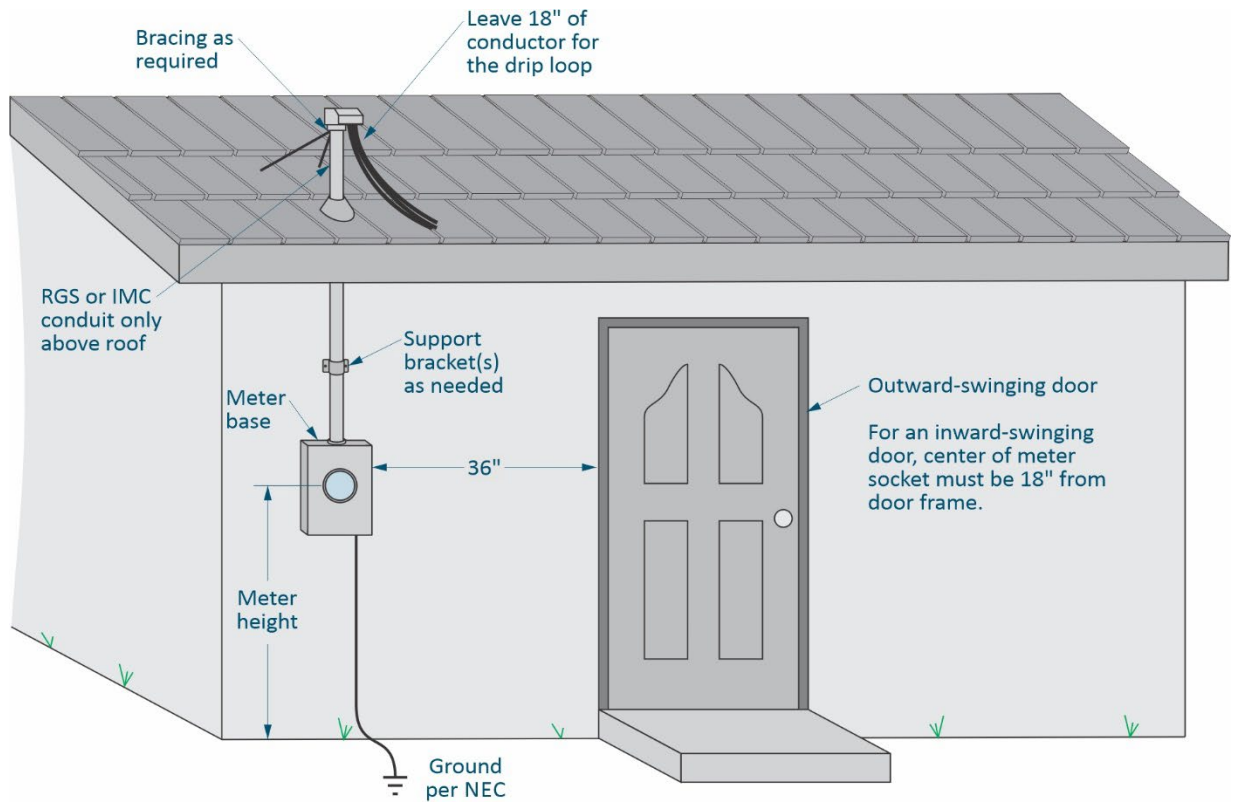 Bracing as
required
Leave 18" of
conductor for
the drip loop
RGS or IMC
conduit only
above roof
Support
bracket(s)
as needed
Meter
base
36"
Outward-swinging door
For an inward-swinging
door, center of meter
socket must be 18" from
door frame.
Meter
height
Ground
per NEC